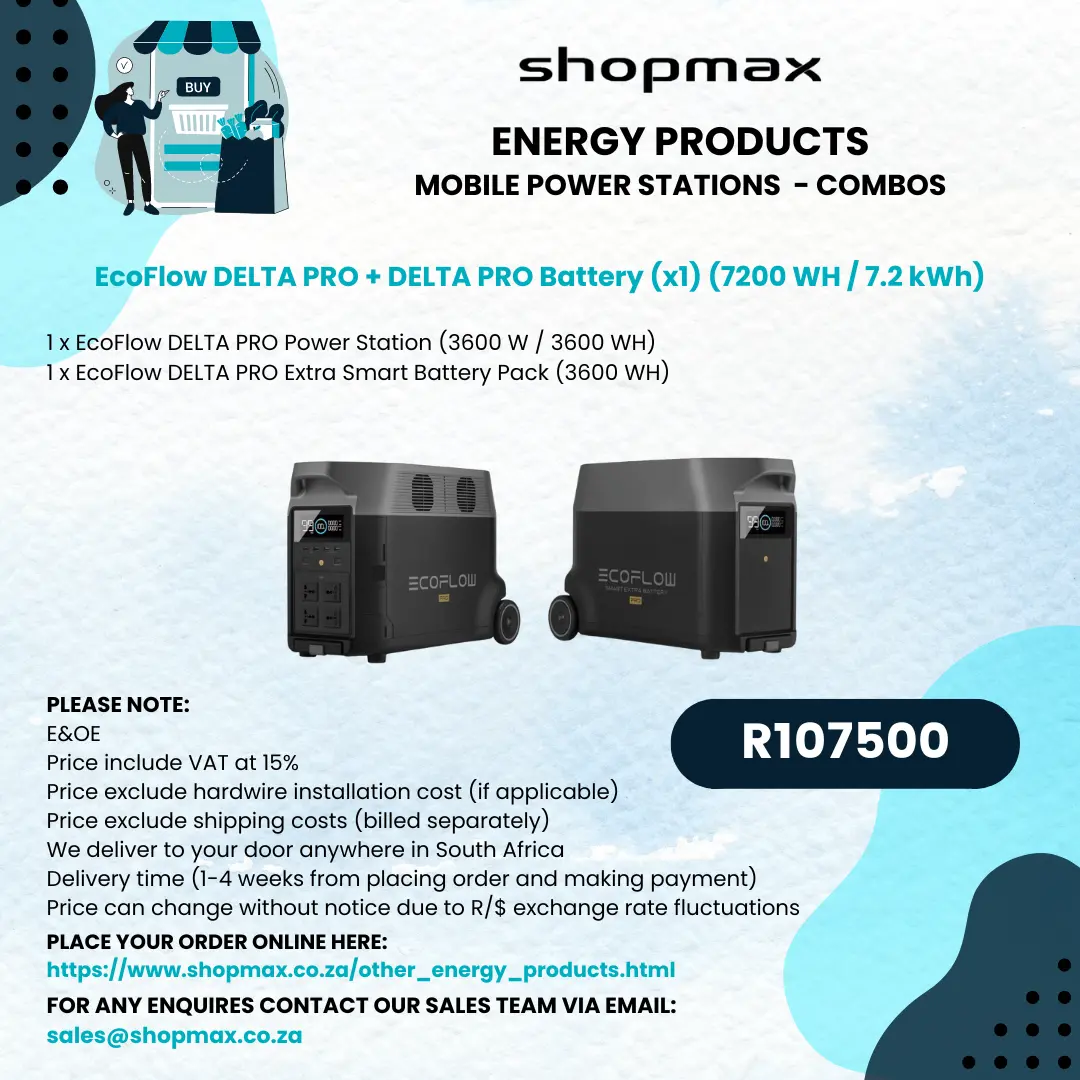 BUY
shopmax
ENERGY PRODUCTS
MOBILE POWER STATIONS - COMBOS
EcoFlow DELTA PRO + DELTA PRO Battery (x1) (7200 WH / 7.2 kWh)
1 x EcoFlow DELTA PRO Power Station (3600 W / 3600 WH)
1 x EcoFlow DELTA PRO Extra Smart Battery Pack (3600 WH)
99
ECOFLOW
PRO
99
ECOFLOW
SMART EXTRA BATTERY
PRO
PLEASE NOTE:
E&OE
Price include VAT at 15%
Price exclude hardwire installation cost (if applicable)
Price exclude shipping costs (billed separately)
We deliver to your door anywhere in South Africa
Delivery time (1-4 weeks from placing order and making payment)
Price can change without notice due to R/$ exchange rate fluctuations
R107500
PLACE YOUR ORDER ONLINE HERE:
https://www.shopmax.co.za/other_energy_products.html
FOR ANY ENQUIRES CONTACT OUR SALES TEAM VIA EMAIL:
sales@shopmax.co.za